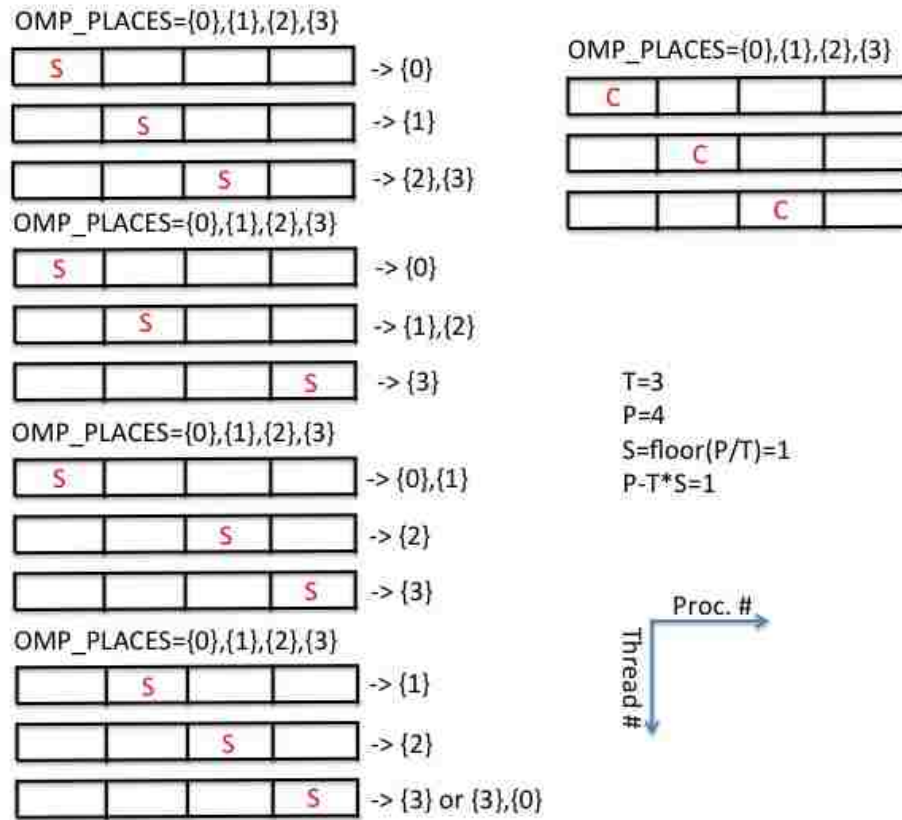 OMP_PLACES={0},{1},{2},{3}
S -> {0}
S -> {1}
S -> {2},{3}
OMP_PLACES={0},{1},{2},{3}
S -> {0}
S -> {1},{2}
S -> {3}
OMP_PLACES={0},{1},{2},{3}
S -> {0},{1}
S -> {2}
S -> {3}
OMP_PLACES={0},{1},{2},{3}
S -> {1}
S -> {2}
S -> {3} or {3},{0}
OMP_PLACES={0},{1},{2},{3}
C
C
C
T=3
P=4
S=floor(P/T)=1
P-T*S=1
Proc. #
Thread #